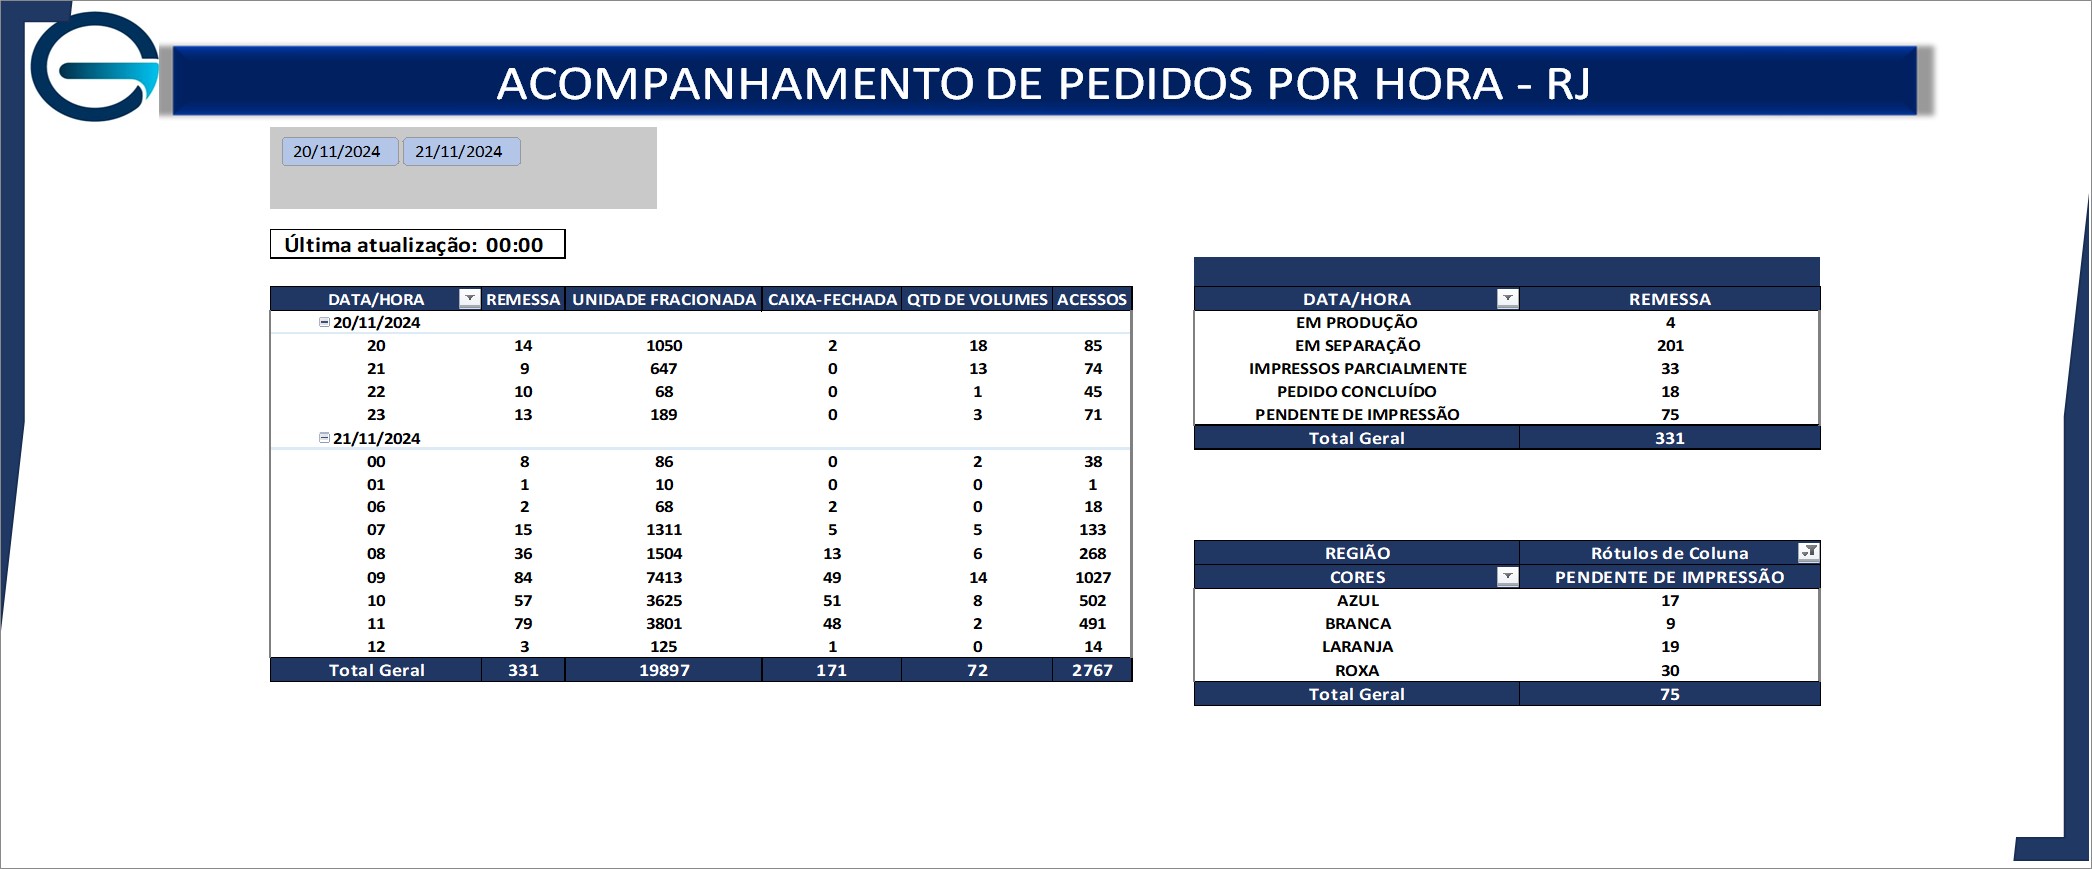 ACOMPANHAMENTO DE PEDIDOS POR HORA - RJ
20/11/2024 21/11/2024
Última atualização: 00:00
DATA/HORA REMESSA UNIDADE FRACIONADA CAIXA-FECHADA QTD DE VOLUMES ACESSOS
20/11/2024
20 14 1050 2 18 85
21 9 647 0 13 74
22 10 68 0 1 45
23 13 189 0 3 71
21/11/2024
00 8 86 0 2 38
01 1 10 0 0 1
06 2 68 2 0 18
07 15 1311 5 5 133
08 36 1504 13 6 268
09 84 7413 49 14 1027
10 57 3625 51 8 502
11 79 3801 48 2 491
12 3 125 1 0 14
Total Geral 331 19897 171 72 2767
DATA/HORA REMESSA
EM PRODUÇÃO 4
EM SEPARAÇÃO 201
IMPRESSOS PARCIALMENTE 33
PEDIDO CONCLUÍDO 18
PENDENTE DE IMPRESSÃO 75
Total Geral 331
REGIÃO Rótulos de Coluna
CORES PENDENTE DE IMPRESSÃO
AZUL 17
BRANCA 9
LARANJA 19
ROXA 30
Total Geral 75